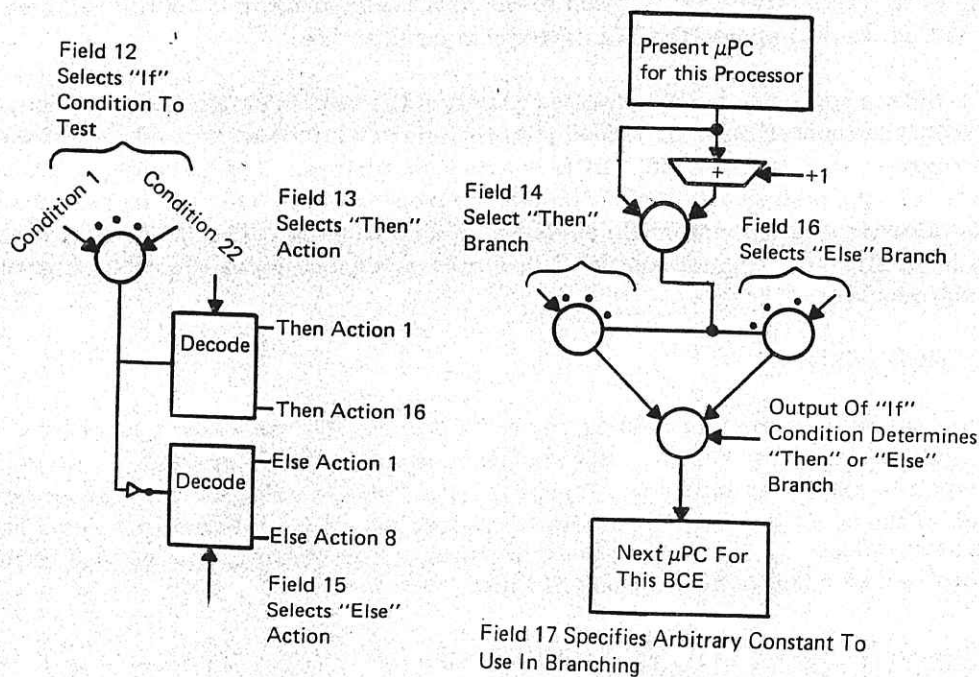 Field 12
Selects "If"
Condition To
Test
Condition 1
Condition 22
Field 13
Selects "Then"
Action
Decode
Then Action 1
Then Action 16
Decode
Else Action 1
Else Action 8
Field 15
Selects "Else"
Action
Present μPC
for this Processor
+
+1
Field 14
Select "Then"
Branch
Field 16
Selects "Else" Branch
Output Of "If"
Condition Determines
"Then" or "Else"
Branch
Next μPC For
This BCE
Field 17 Specifies Arbitrary Constant To
Use In Branching